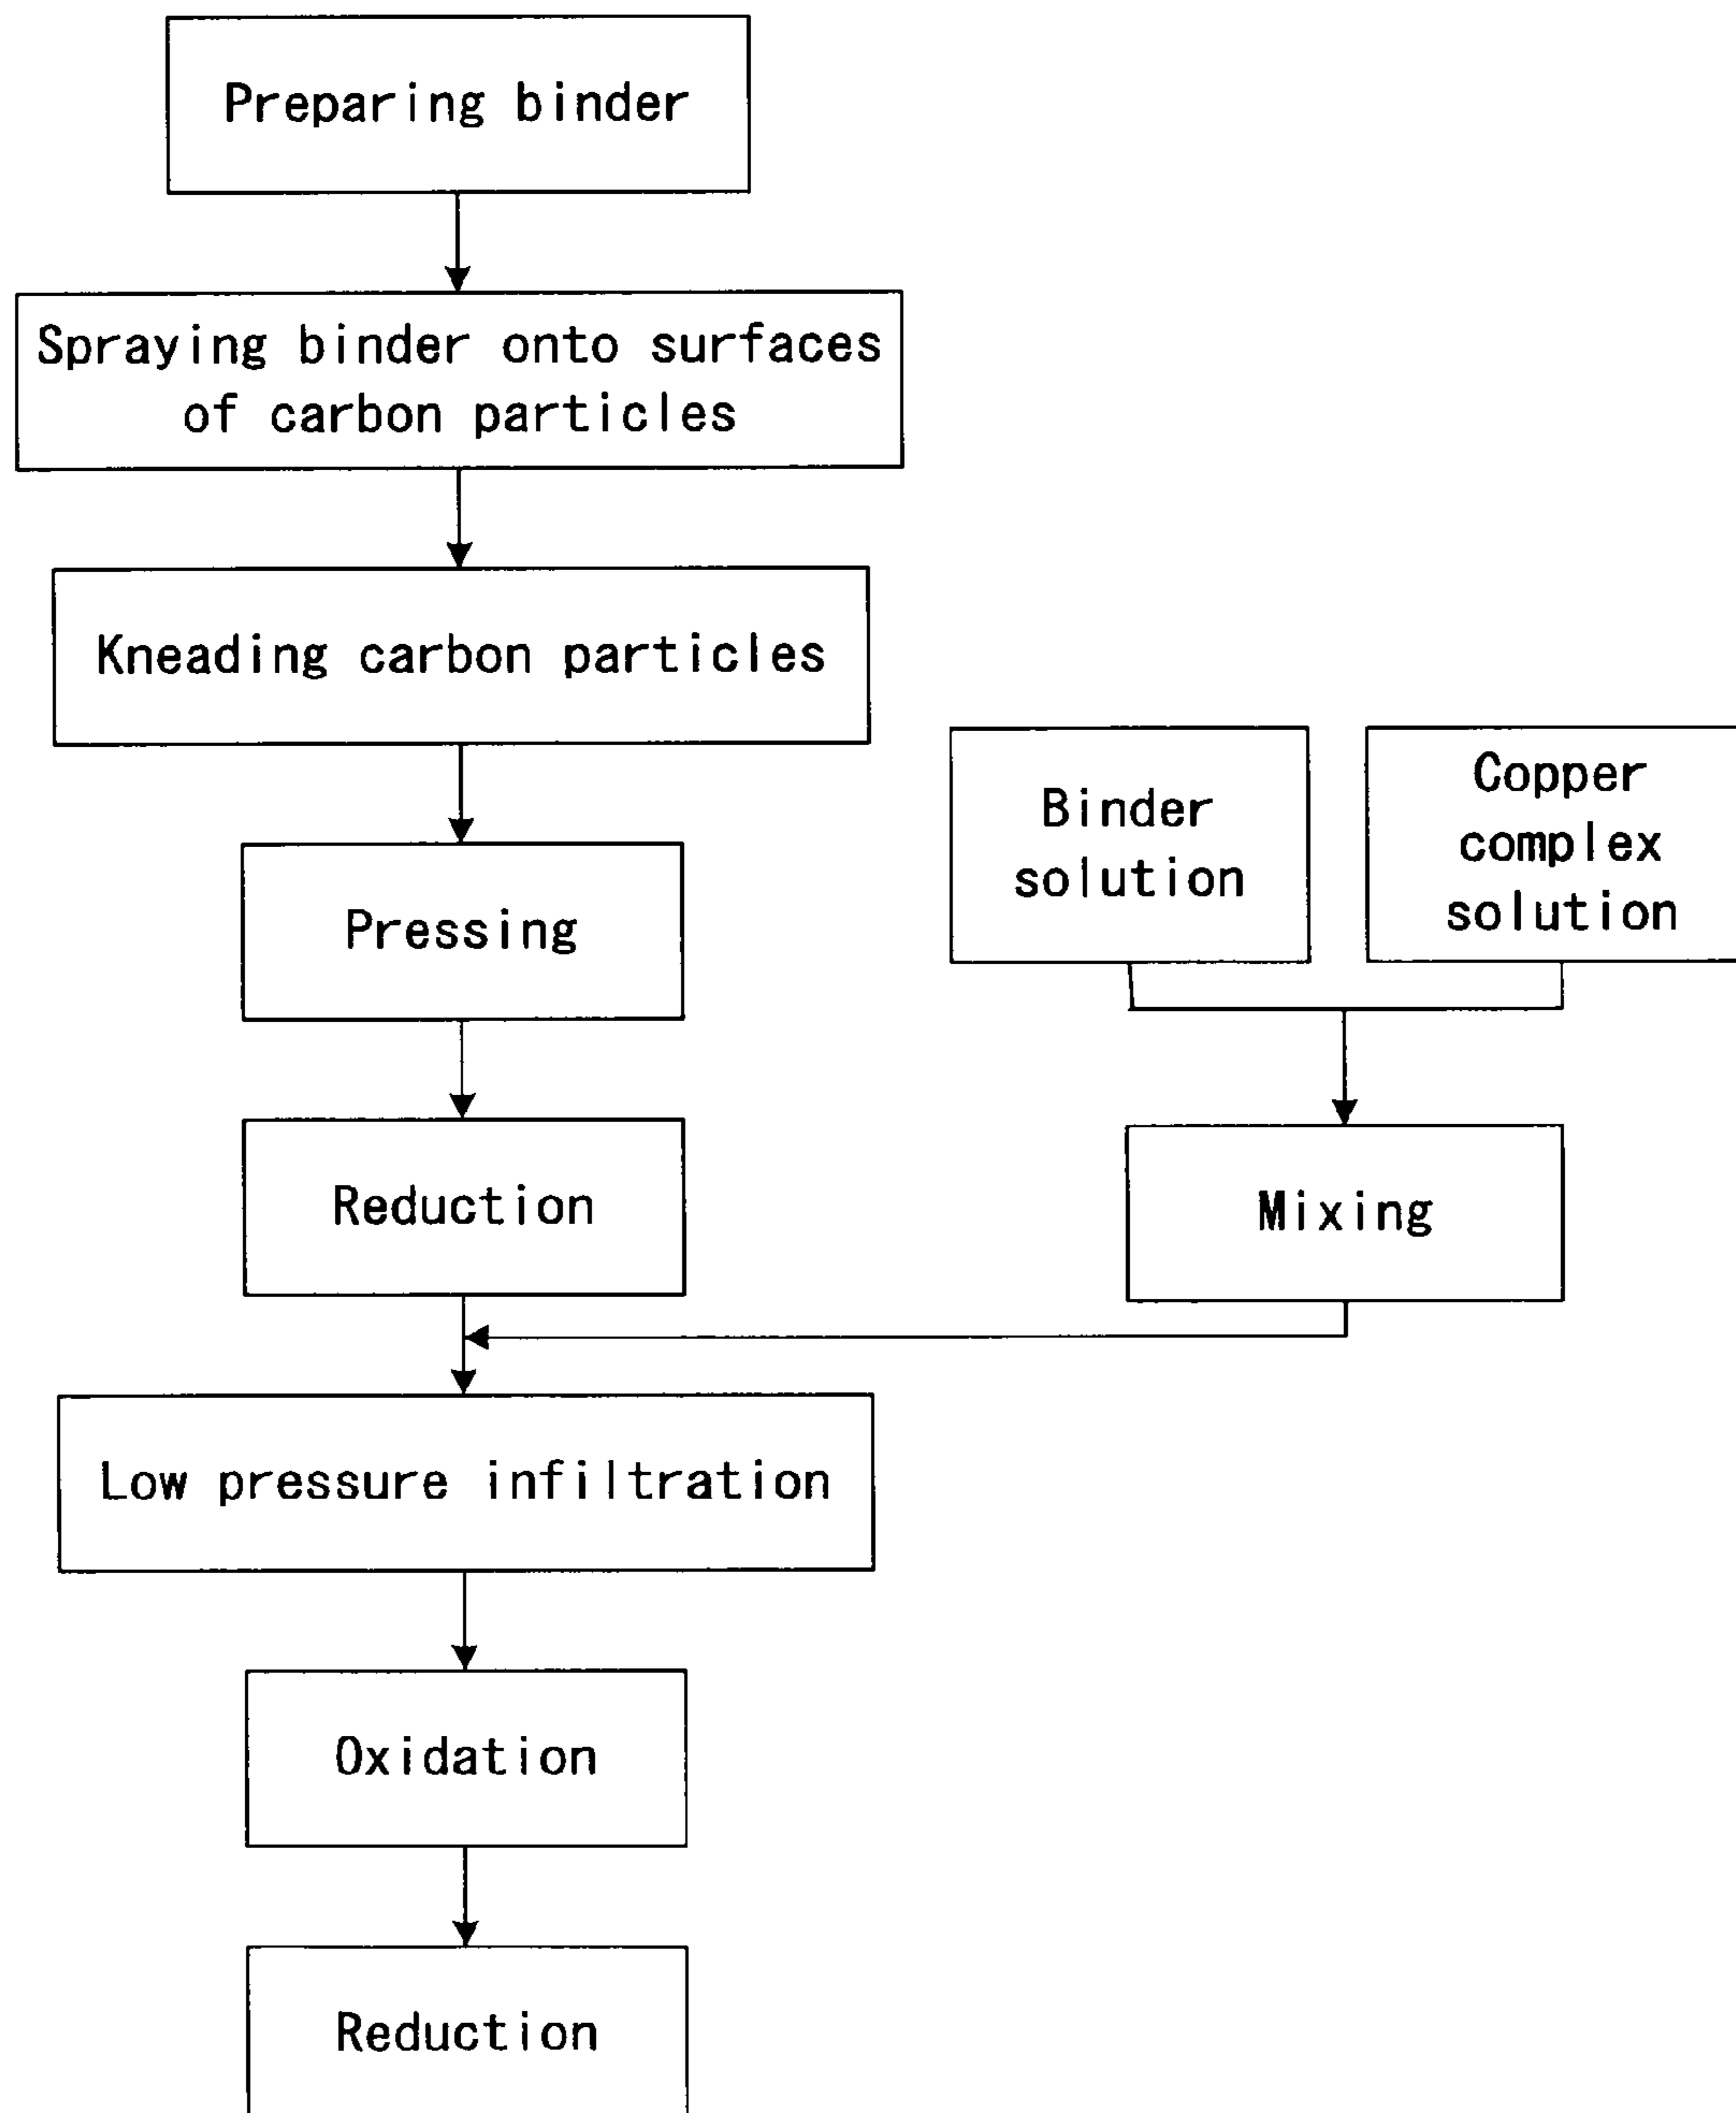 Preparing binder
Spraying binder onto surfaces
of carbon particles
Kneading carbon particles
Pressing
Reduction
Binder
solution
Copper
complex
solution
Mixing
Low pressure infiltration
Oxidation
Reduction